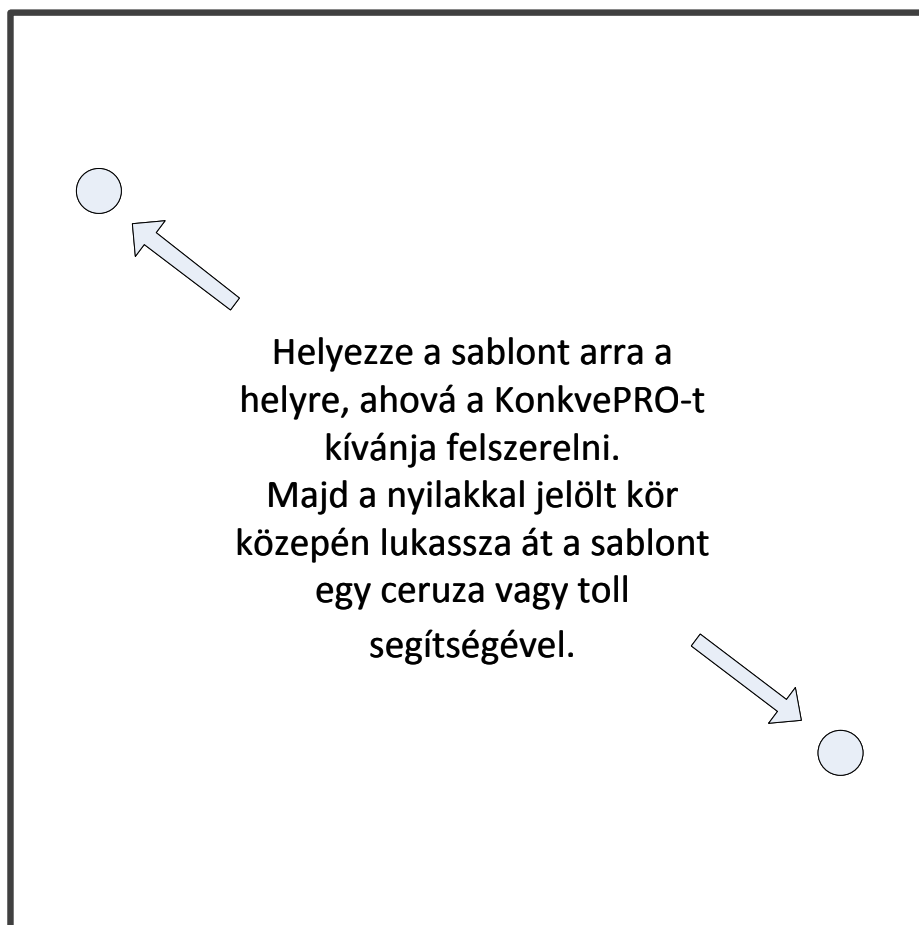 Helyezze a sablont arra a
helyre, ahová a KonkvePRO-t
kívánja felszerelni.
Majd a nyilakkal jelölt kör
közepén lukassza át a sablont
egy ceruza vagy toll
segítségével.